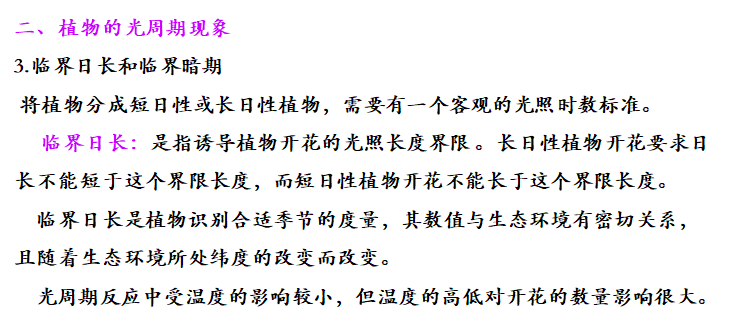 二、植物的光周期现象
3.临界日长和临界暗期
将植物分成短日性或长日性植物，需要有一个客观的光照时数标准。
临界日长：是指诱导植物开花的光照长度界限。长日性植物开花要求日
长不能短于这个界限长度，而短日性植物开花不能长于这个界限长度。
临界日长是植物识别合适季节的度量，其数值与生态环境有密切关系，
且随着生态环境所处纬度的改变而改变。
光周期反应中受温度的影响较小，但温度的高低对开花的数量影响很大。